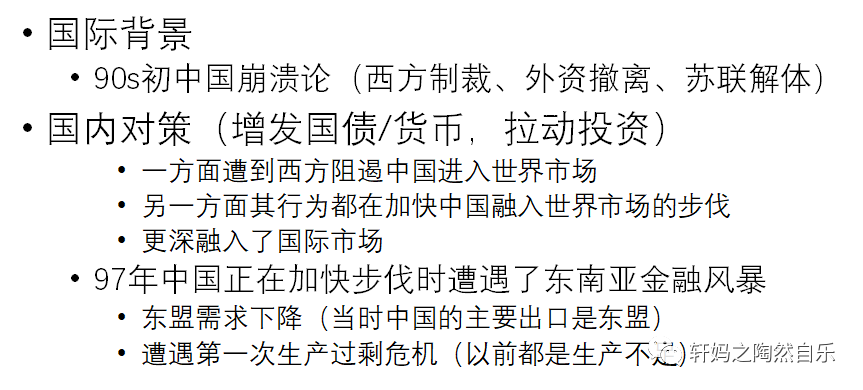 • 国际背景
• 90s初中国崩溃论（西方制裁、外资撤离、苏联解体）
• 国内对策（增发国债/货币，拉动投资）
• 一方面遭到西方阻遏中国进入世界市场
• 另一方面其行为都在加快中国融入世界市场的步伐
• 更深融入了国际市场
• 97年中国正在加快步伐时遭遇了东南亚金融风暴
• 东盟需求下降（当时中国的主要出口是东盟）
• 遭遇第一次生产过剩危机（以前都是生产不足）
轩妈之陶然自乐